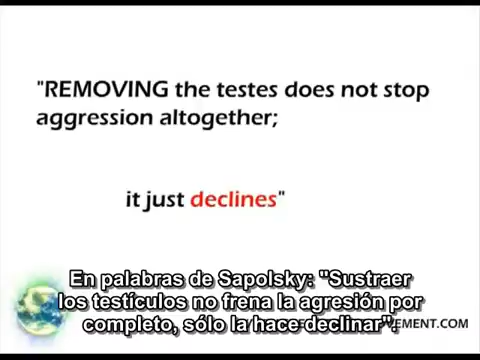 "REMOVING the testes does not stop
aggression altogether;
it just declines"
En palabras de Sapolsky: "Sustraer
los testículos no frena la agresión por
completo, sólo la hace declinar".
VEMENT.COM